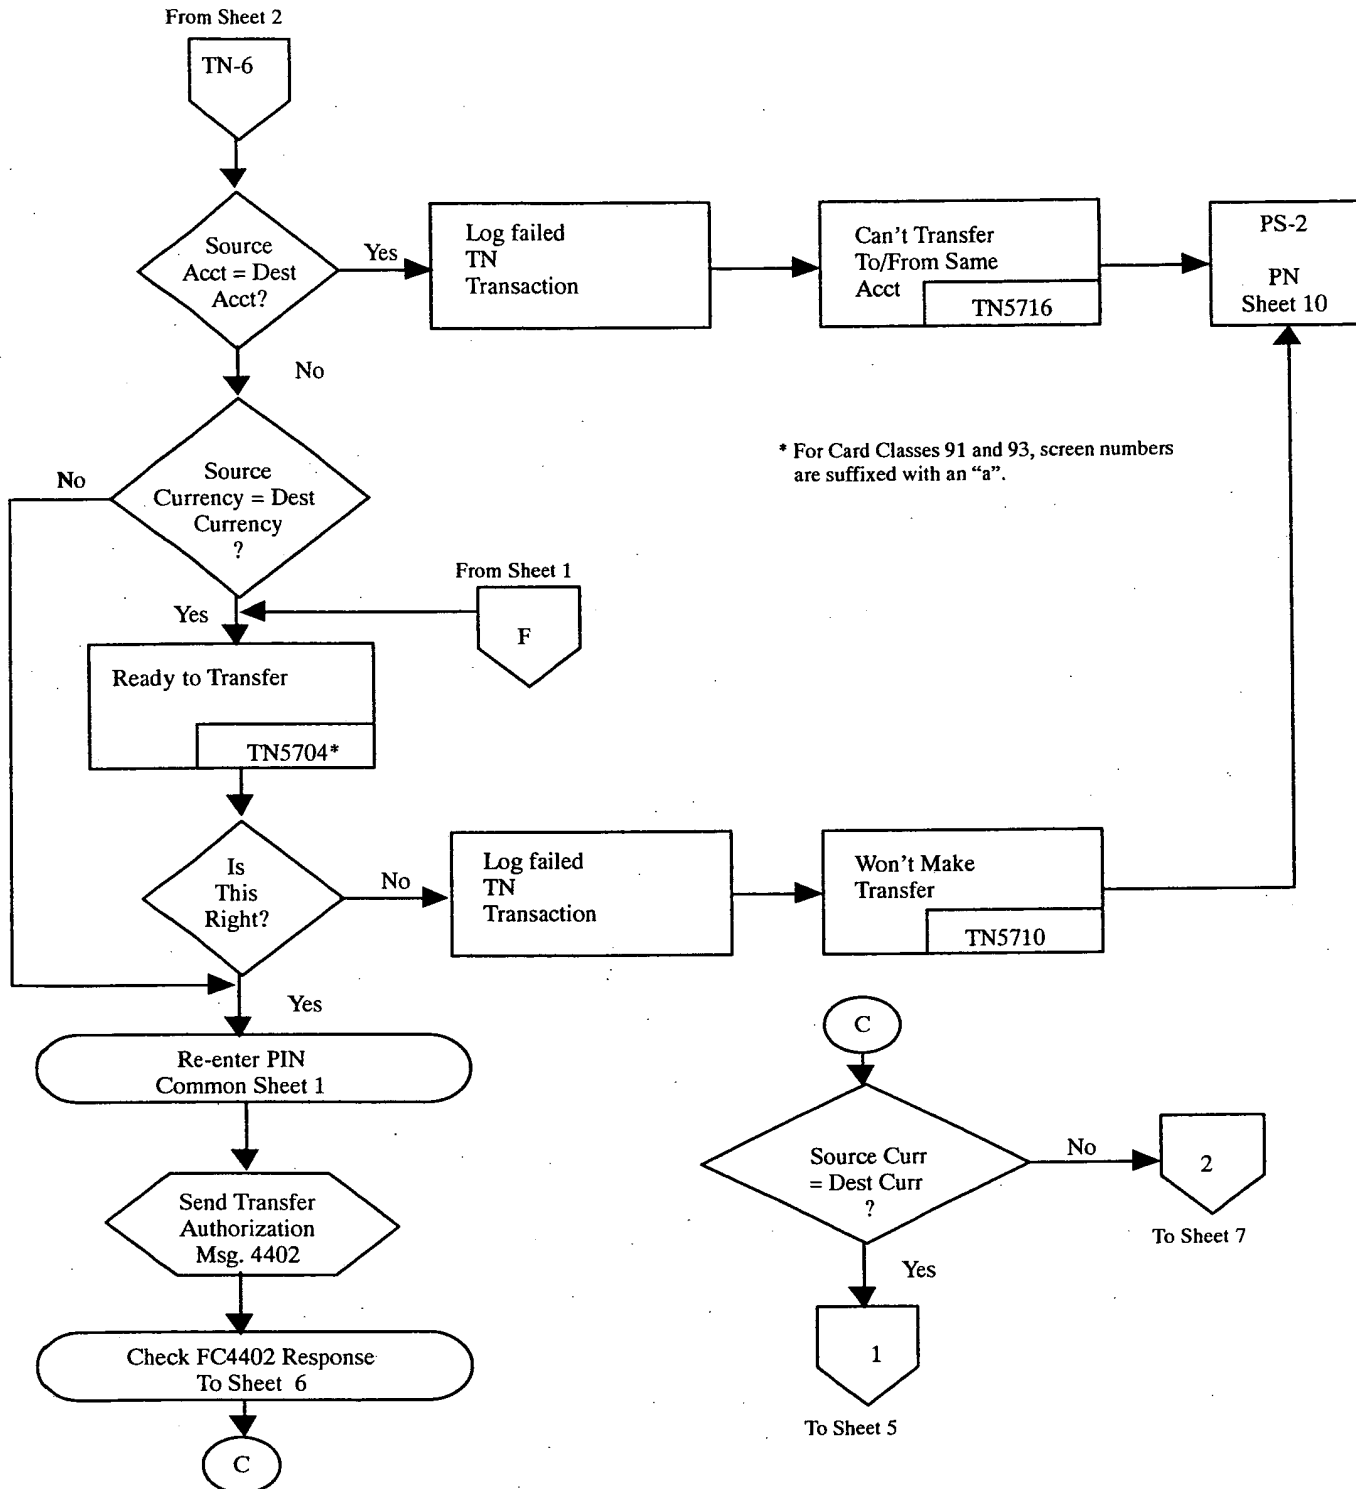 From Sheet 2
TN-6
Source
Acct = Dest
Acct?
Yes
Log failed
TN
Transaction
Can't Transfer
To/From Same
Acct
TN5716
PS-2
PN
Sheet 10
No
* For Card Classes 91 and 93, screen numbers
are suffixed with an “a”.
Source
Currency = Dest
Currency
?
No
Yes
From Sheet 1
F
Ready to Transfer
TN5704*
Is
This
Right?
No
Log failed
TN
Transaction
Won't Make
Transfer
TN5710
Yes
Re-enter PIN
Common Sheet 1
Send Transfer
Authorization
Msg. 4402
Check FC4402 Response
To Sheet 6
C
C
Source Curr
= Dest Curr
?
No
2
To Sheet 7
Yes
1
To Sheet 5